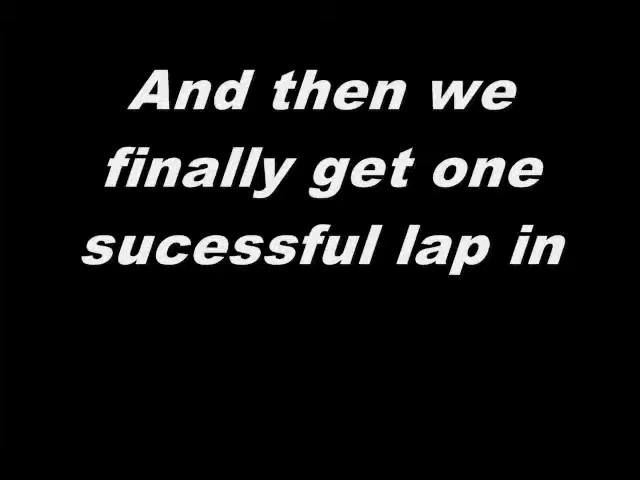 And then we
finally get one
sucessful lap in